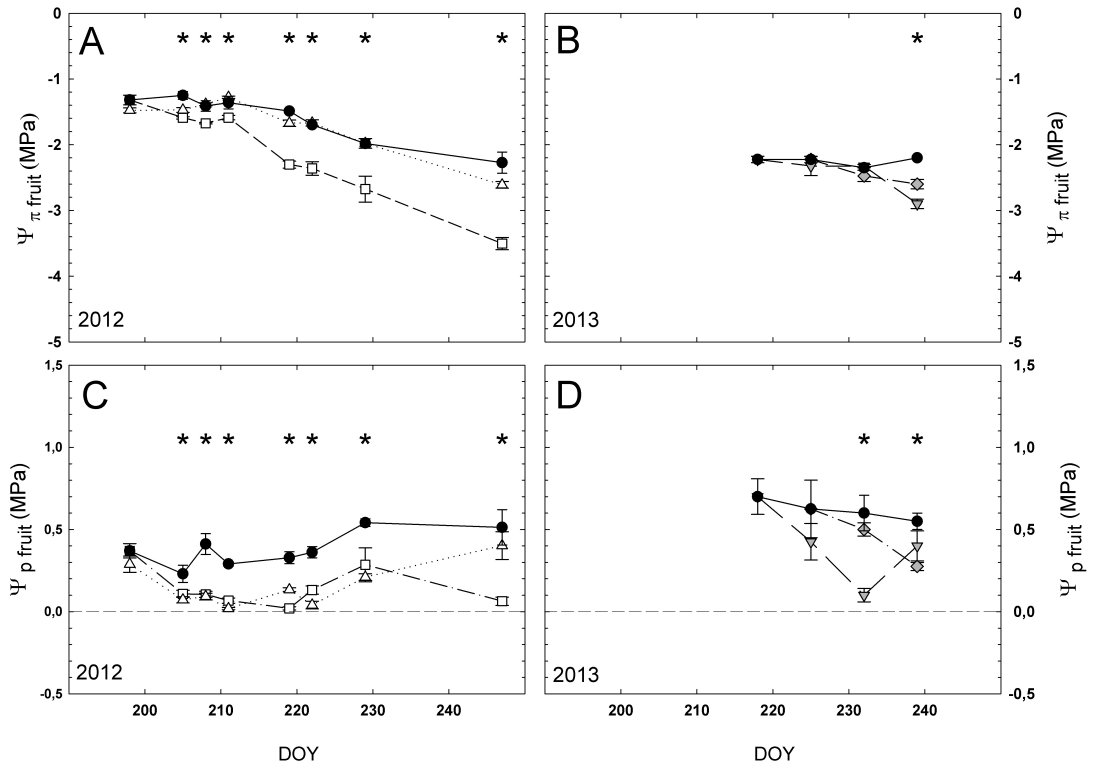 0 0
A * * * * * * * B *
-1 -1
-2 -2
-3 -3
-4 -4
-5 -5
Ψ π fruit (MPa)
Ψ π fruit (MPa)
2012 2013
1,5 1,5
C D
* * * * * * * * *
1,0 1,0
0,5 0,5
0,0 0,0
-0,5 -0,5
Ψ p fruit (MPa)
Ψ p fruit (MPa)
2012 2013
200 210 220 230 240 200 210 220 230 240
DOY DOY